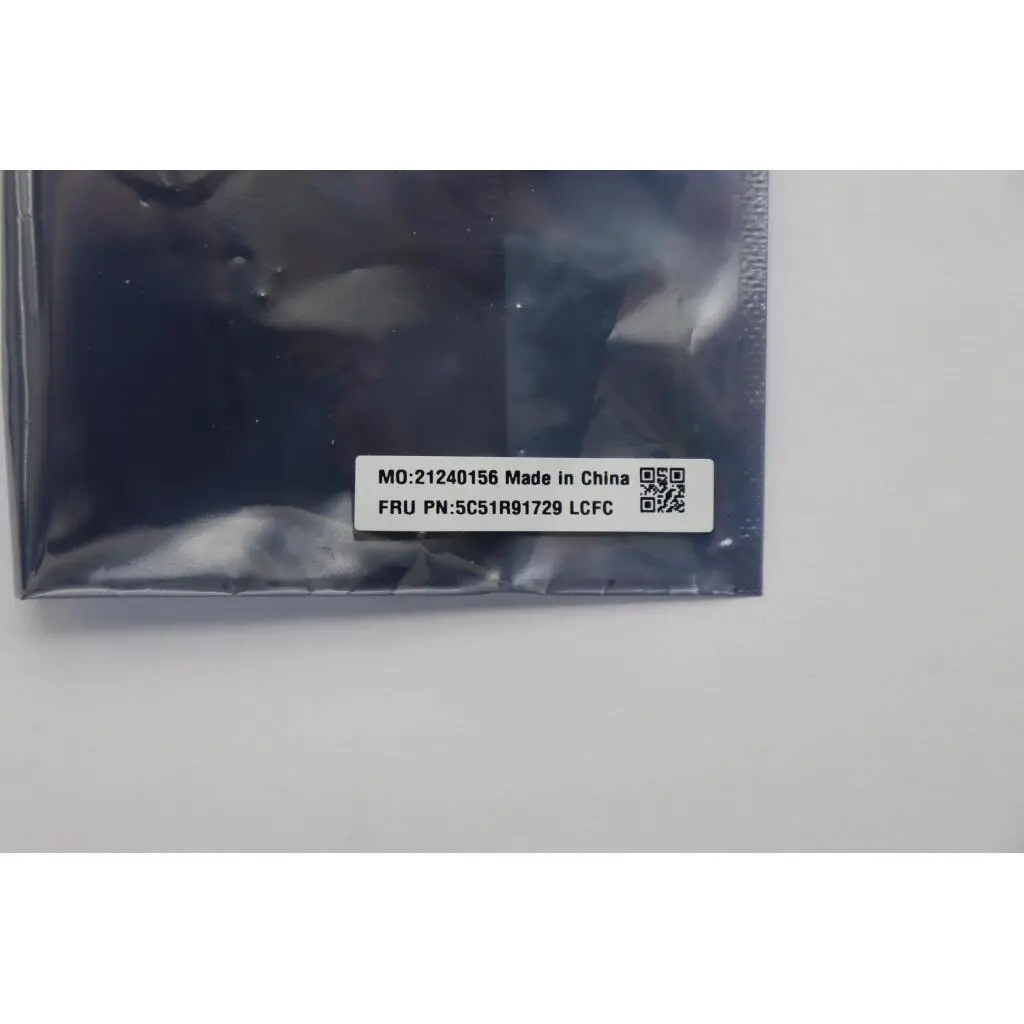 MO:21240156 Made in China
FRU PN:5C51R91729 LCFC